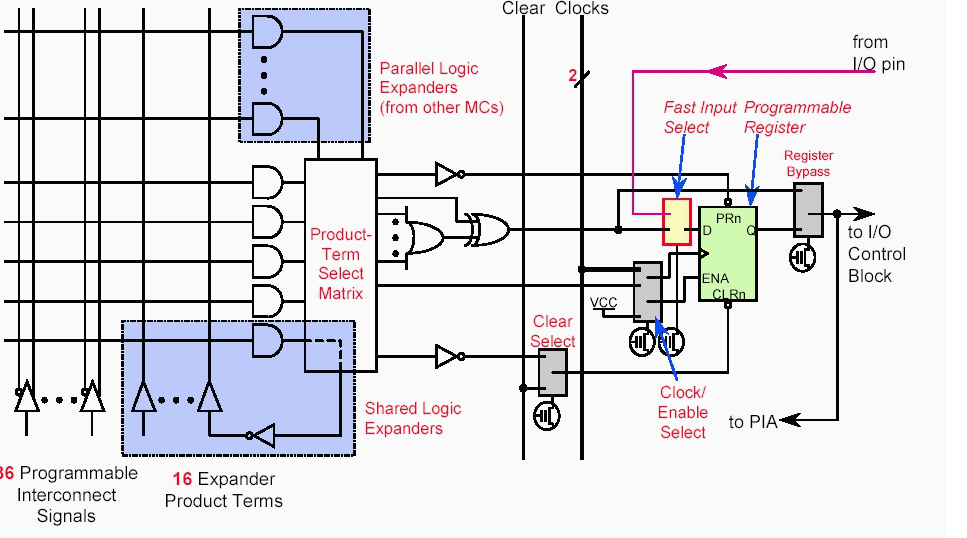 Clear Clocks
from
I/O pin
2
Parallel Logic
Expanders
(from other MCs)
Fast Input
Select
Programmable
Register
Register
Bypass
PRn
D
Q
ENA
CLRn
Product-
Term
Select
Matrix
to I/O
Control
Block
VCC
Clear
Select
Clock/
Enable
Select
to PIA
Shared Logic
Expanders
36 Programmable
Interconnect
Signals
16 Expander
Product Terms